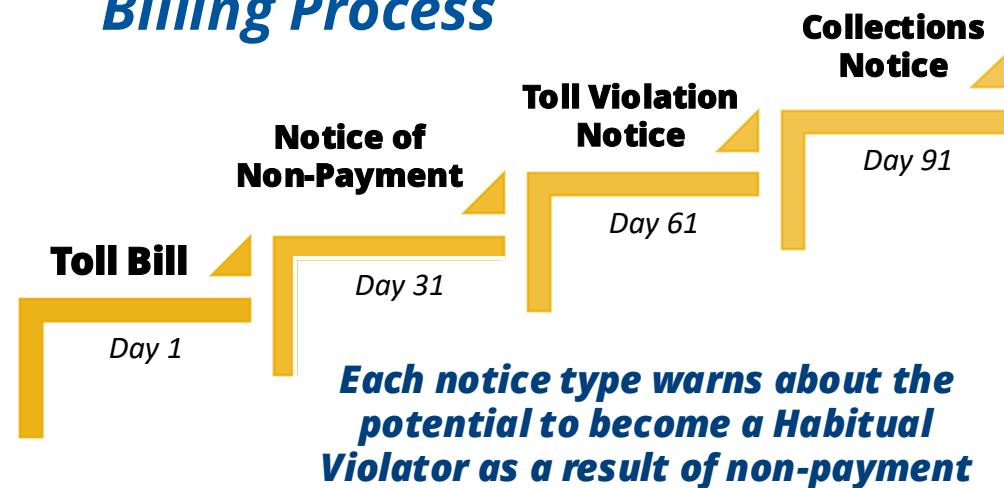 Billing Process
Collections
Notice
Toll Violation
Notice
Notice of
Non-Payment
Toll Bill
Day 91
Day 61
Day 31
Day 1
Each notice type warns about the
potential to become a Habitual
Violator as a result of non-payment